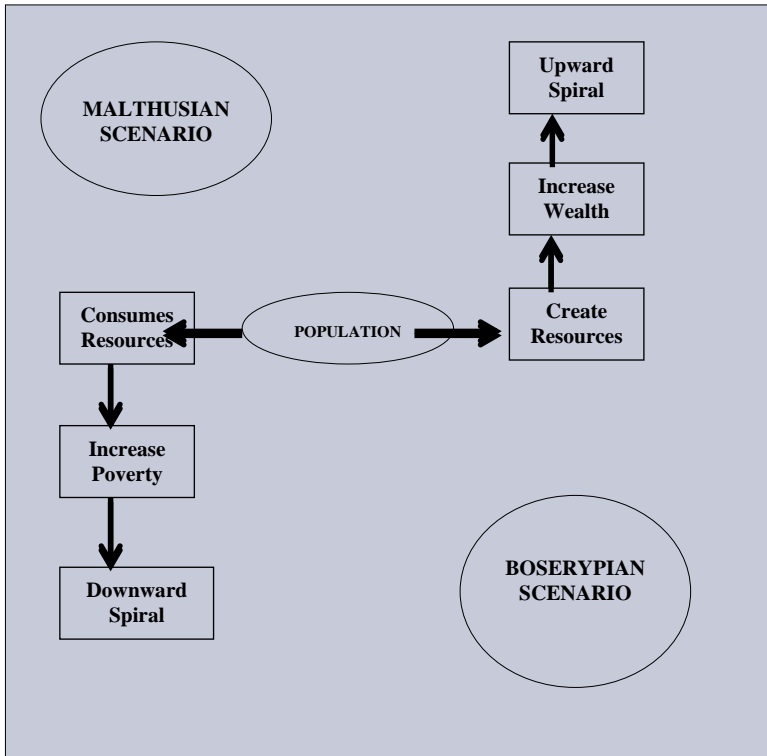 MALTHUSIAN
SCENARIO
Upward
Spiral
Increase
Wealth
Create
Resources
POPULATION
Consumes
Resources
Increase
Poverty
Downward
Spiral
BOSERYPIAN
SCENARIO